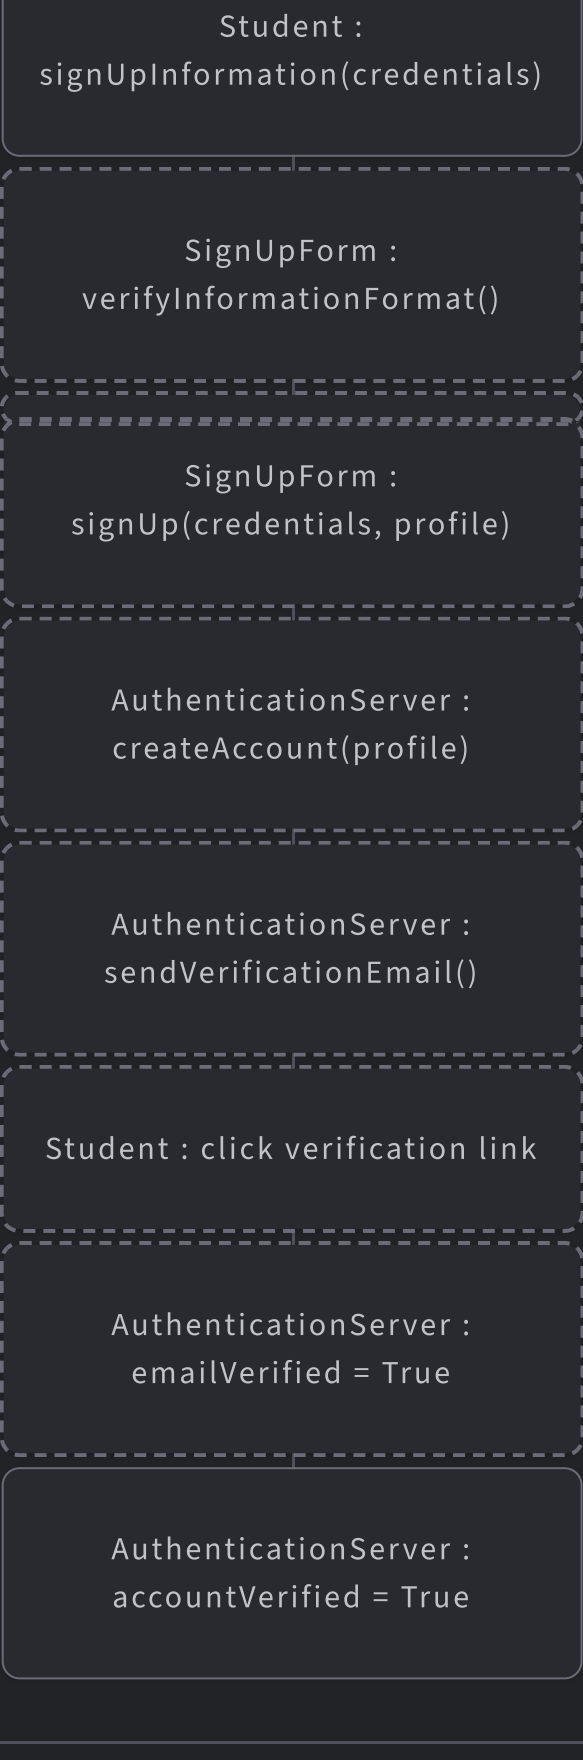 Student :
signUpInformation(credentials)
SignUpForm :
verifyInformationFormat()
SignUpForm :
signUp(credentials, profile)
AuthenticationServer :
createAccount(profile)
AuthenticationServer :
sendVerificationEmail()
Student : click verification link
AuthenticationServer :
emailVerified = True
AuthenticationServer :
accountVerified = True